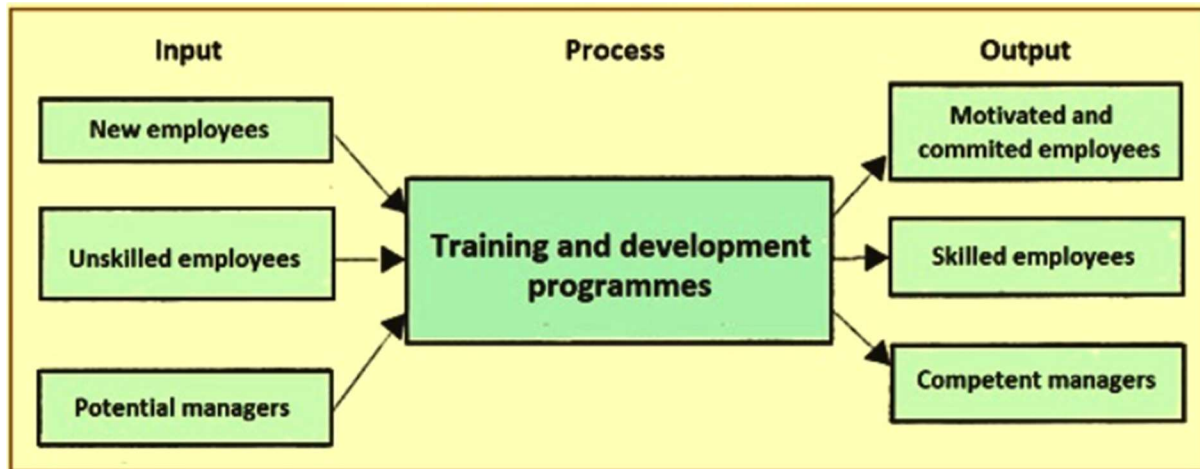 Input
Process
Output
New employees
Unskilled employees
Potential managers
Training and development
programmes
Motivated and
commited employees
Skilled employees
Competent managers